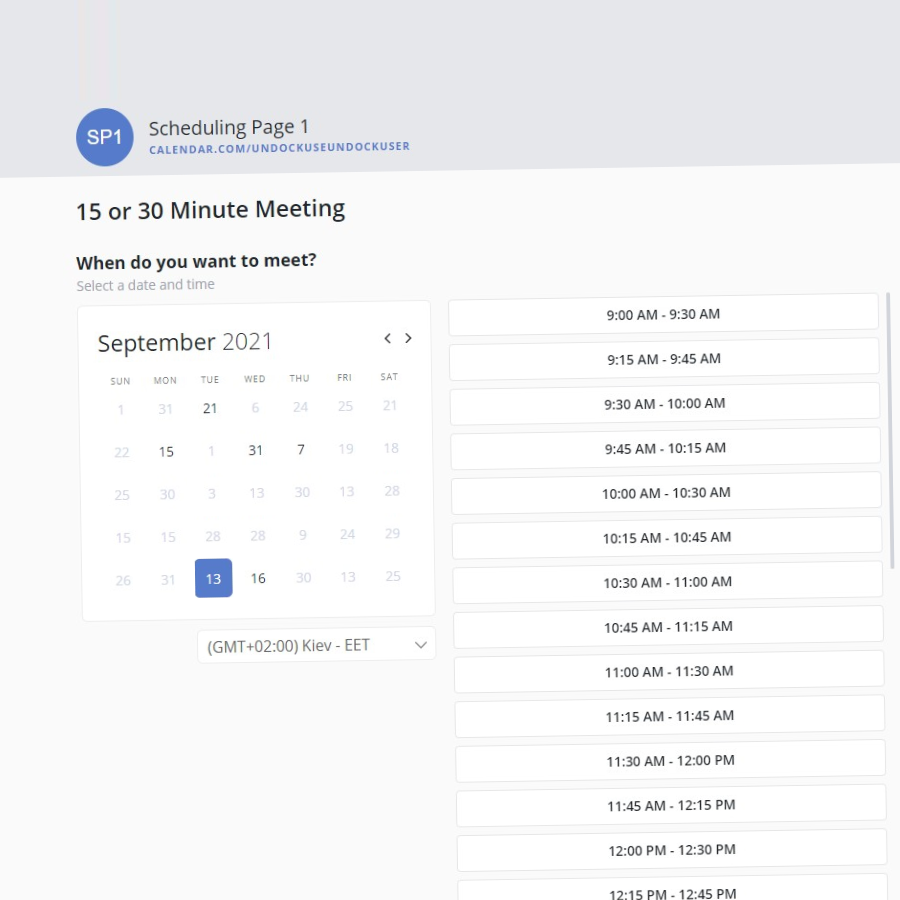 SP1
Scheduling Page 1
CALENDAR.COM/UNDOCKUSEUNDOCKUSER
15 or 30 Minute Meeting
When do you want to meet?
Select a date and time
September 2021
SUN MON TUE WED THU FRI SAT
1 31 21 6 24 25 21
22 15 1 31 7 19 18
25 30 3 13 30 13 28
15 15 28 28 9 24 29
26 31 13 16 30 13 25
(GMT+02:00) Kiev - EET
9:00 AM - 9:30 AM
9:15 AM - 9:45 AM
9:30 AM - 10:00 AM
9:45 AM - 10:15 AM
10:00 AM - 10:30 AM
10:15 AM - 10:45 AM
10:30 AM - 11:00 AM
10:45 AM - 11:15 AM
11:00 AM - 11:30 AM
11:15 AM - 11:45 AM
11:30 AM - 12:00 PM
11:45 AM - 12:15 PM
12:00 PM - 12:30 PM
12:15 PM - 12:45 PM